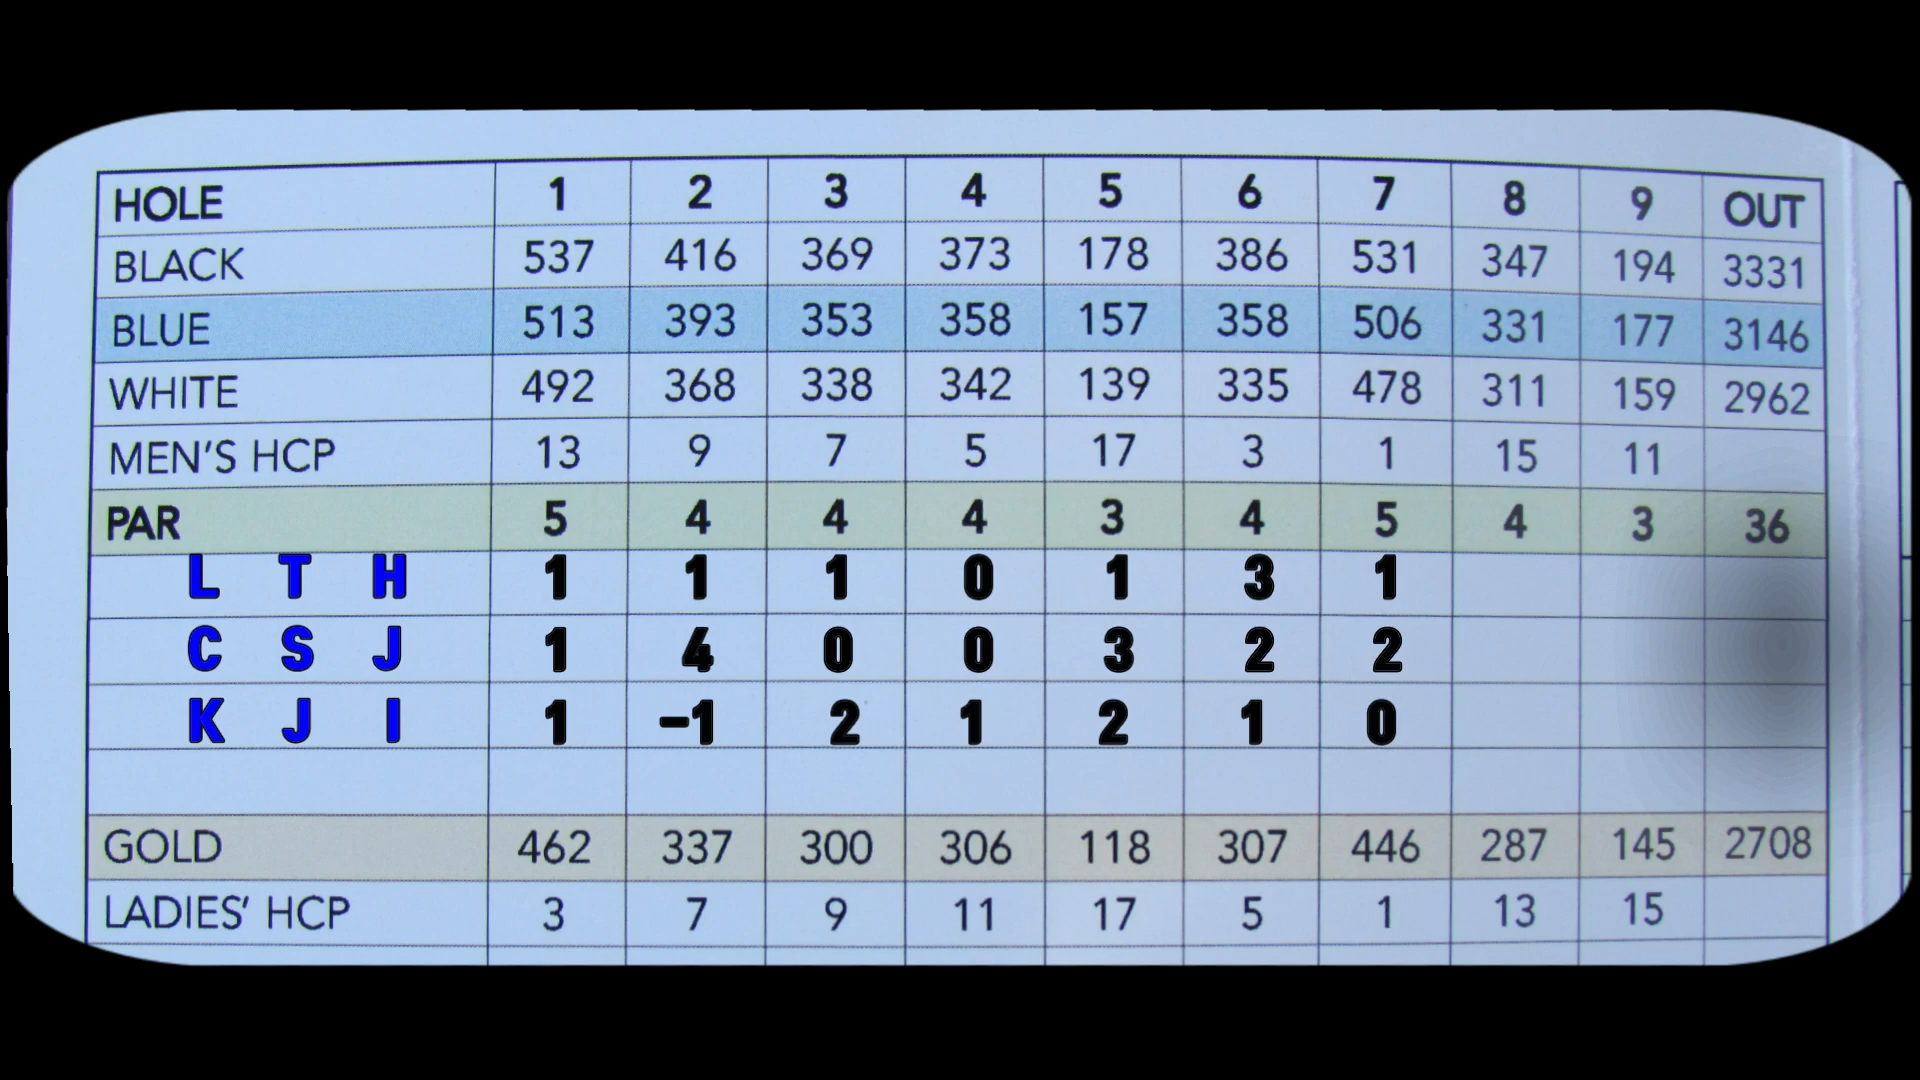 HOLE 1 2 3 4 5 6 7 8 9 OUT
BLACK 537 416 369 373 178 386 531 347 194 3331
BLUE 513 393 353 358 157 358 506 331 177 3146
WHITE 492 368 338 342 139 335 478 311 159 2962
MEN'S HCP 13 9 7 5 17 3 1 15 11
PAR 5 4 4 4 3 4 5 4 3 36
L T H 1 1 1 0 1 3 1
C S J 1 4 0 0 3 2 2
K J I 1 -1 2 1 2 1 0
GOLD 462 337 300 306 118 307 446 287 145 2708
LADIES' HCP 3 7 9 11 17 5 1 13 15